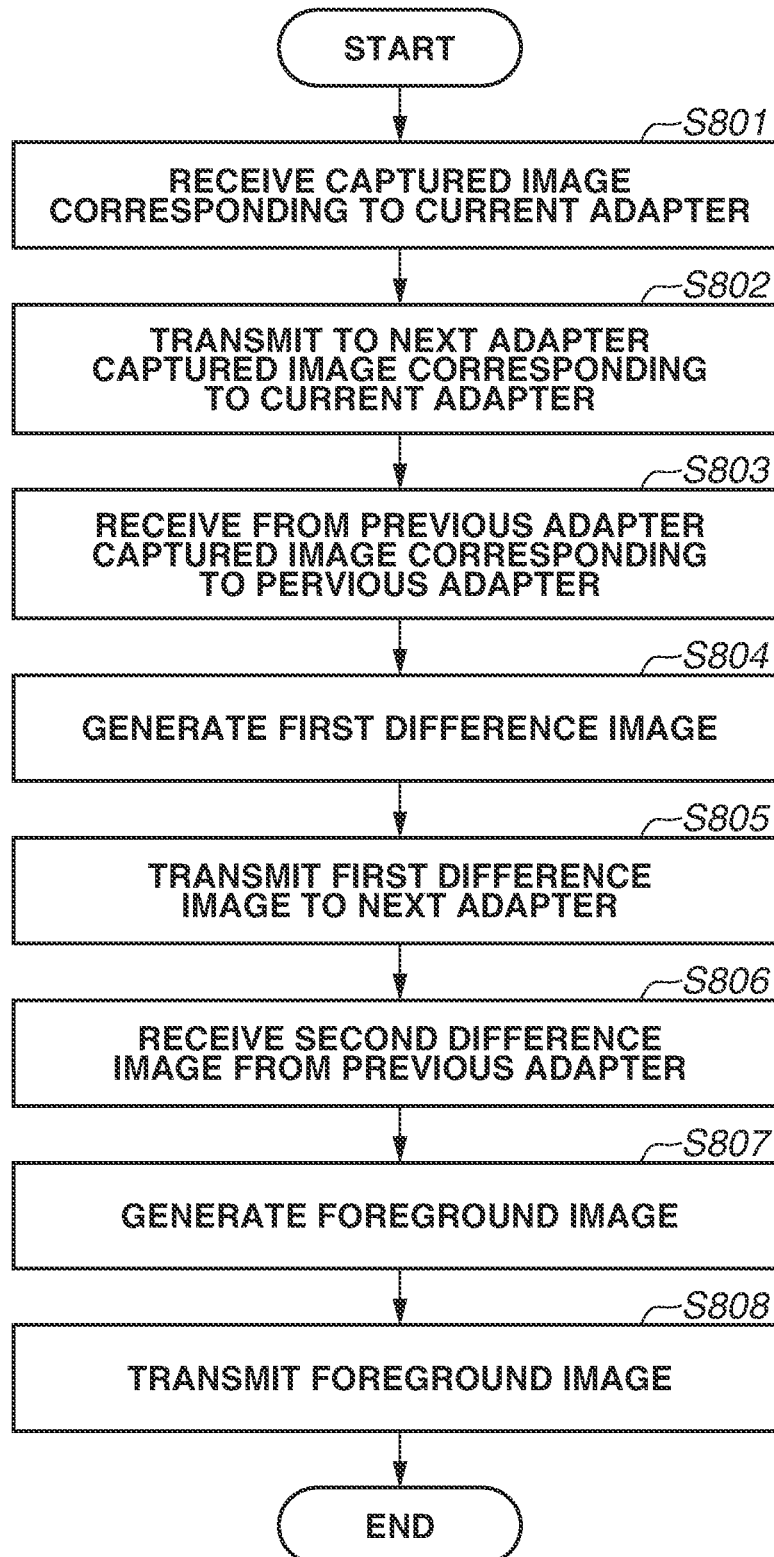 START
S801
RECEIVE CAPTURED IMAGE
CORRESPONDING TO CURRENT ADAPTER
S802
TRANSMIT TO NEXT ADAPTER
CAPTURED IMAGE CORRESPONDING
TO CURRENT ADAPTER
S803
RECEIVE FROM PREVIOUS ADAPTER
CAPTURED IMAGE CORRESPONDING
TO PERVIOUS ADAPTER
S804
GENERATE FIRST DIFFERENCE IMAGE
S805
TRANSMIT FIRST DIFFERENCE
IMAGE TO NEXT ADAPTER
S806
RECEIVE SECOND DIFFERENCE
IMAGE FROM PREVIOUS ADAPTER
S807
GENERATE FOREGROUND IMAGE
S808
TRANSMIT FOREGROUND IMAGE
END